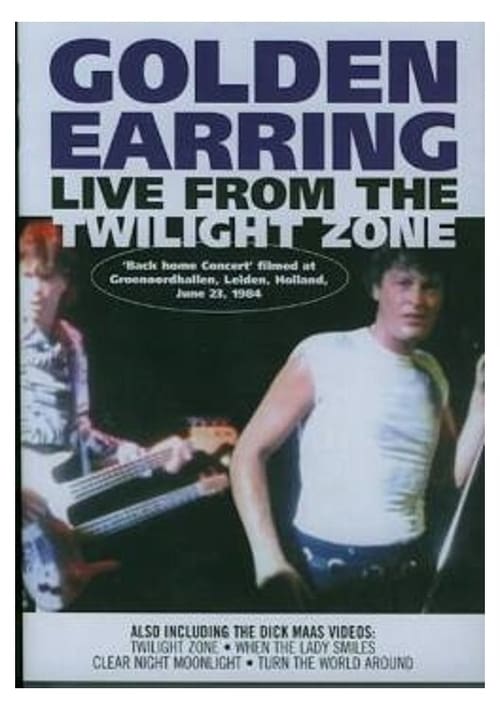 GOLDEN
EARRING
LIVE FROM THE
TWILIGHT ZONE
'Back home Concert' filmed at
Groenoordhallen, Leiden, Holland,
June 23, 1984
ALSO INCLUDING THE DICK MAAS VIDEOS:
TWILIGHT ZONE • WHEN THE LADY SMILES
CLEAR NIGHT MOONLIGHT • TURN THE WORLD AROUND